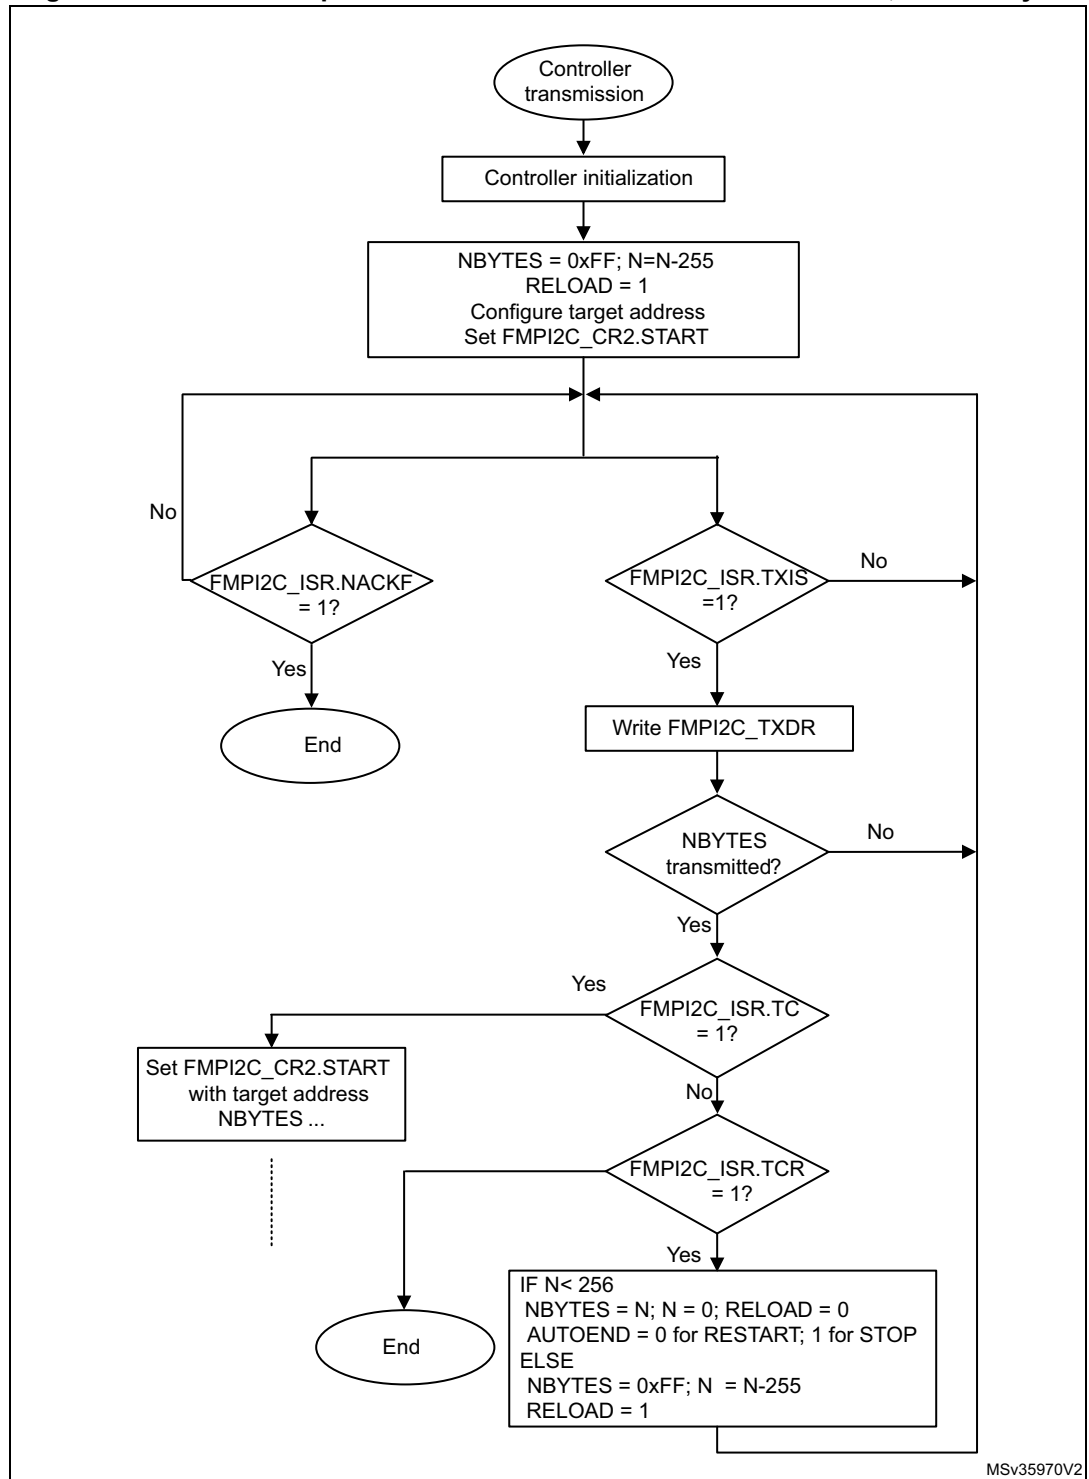 Controller
transmission
Controller initialization
NBYTES = 0xFF; N=N-255
RELOAD = 1
Configure target address
Set FMPI2C_CR2.START
No
FMPI2C_ISR.NACKF
= 1?
Yes
End
FMPI2C_ISR.TXIS
=1?
No
Yes
Write FMPI2C_TXDR
NBYTES
transmitted?
No
Yes
FMPI2C_ISR.TC
= 1?
Yes
Set FMPI2C_CR2.START
with target address
NBYTES ...
No
FMPI2C_ISR.TCR
= 1?
Yes
End
IF N< 256
NBYTES = N; N = 0; RELOAD = 0
AUTOEND = 0 for RESTART; 1 for STOP
ELSE
NBYTES = 0xFF; N = N-255
RELOAD = 1
MSv35970V2